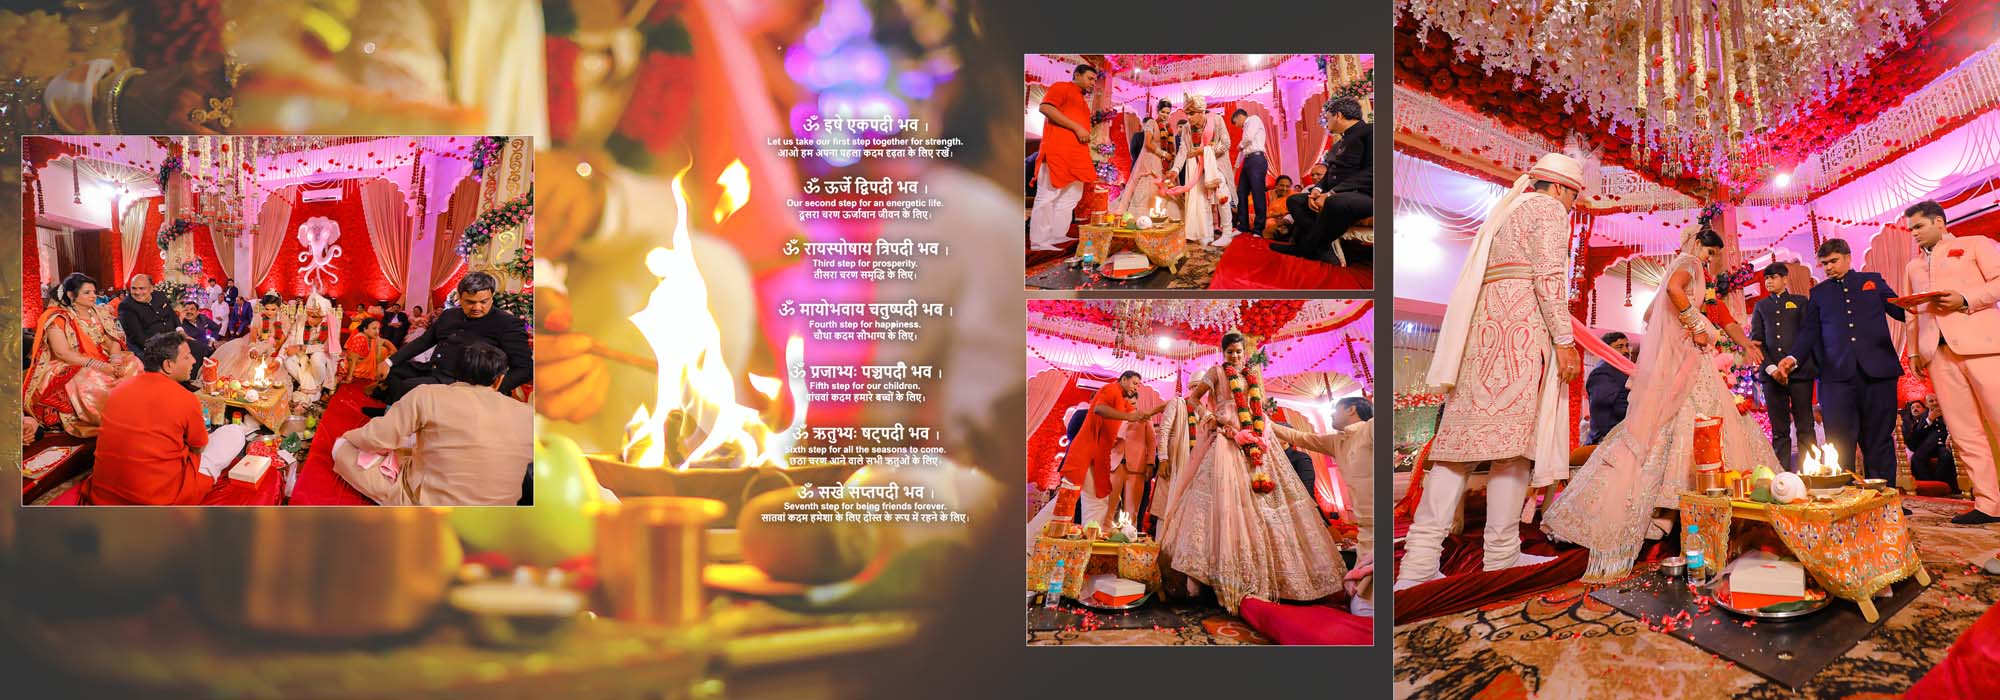 ॐ इषे एकपदी भव ।
Let us take our first step together for strength.
आओ हम अपना पहला कदम दृढ़ता के लिए रखें।
ॐ ऊर्जे द्विपदी भव ।
Our second step for an energetic life.
दूसरा चरण ऊर्जावान जीवन के लिए।
ॐ रायस्पोषाय त्रिपदी भव ।
Third step for prosperity.
तीसरा चरण समृद्धि के लिए।
ॐ मायोभवाय चतुष्पदी भव ।
Fourth step for happiness.
चौथा कदम सौभाग्य के लिए।
ॐ प्रजाभ्यः पञ्चपदी भव ।
Fifth step for our children.
पांचवां कदम हमारे बच्चों के लिए।
ॐ ऋतुभ्यः षट्पदी भव ।
Sixth step for all the seasons to come.
छठा चरण आने वाले सभी ऋतुओं के लिए।
ॐ सखे सप्तपदी भव ।
Seventh step for being friends forever.
सातवां कदम हमेशा के लिए दोस्त के रूप में रहने के लिए।